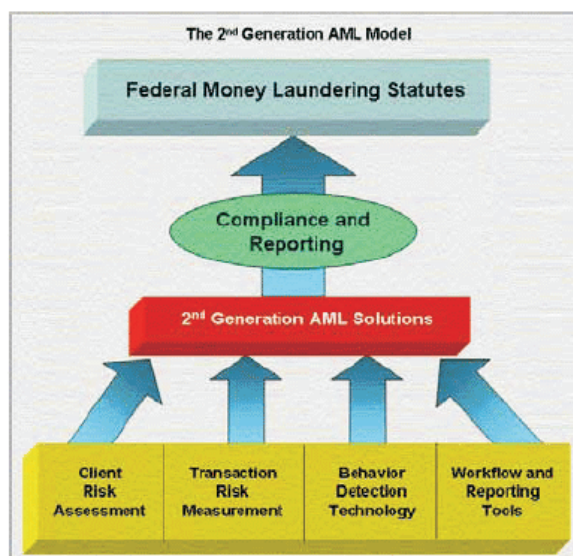 The 2nd Generation AML Model
Federal Money Laundering Statutes
Compliance and
Reporting
2nd Generation AML Solutions
Client
Risk
Assessment
Transaction
Risk
Measurement
Behavior
Detection
Technology
Workflow and
Reporting
Tools